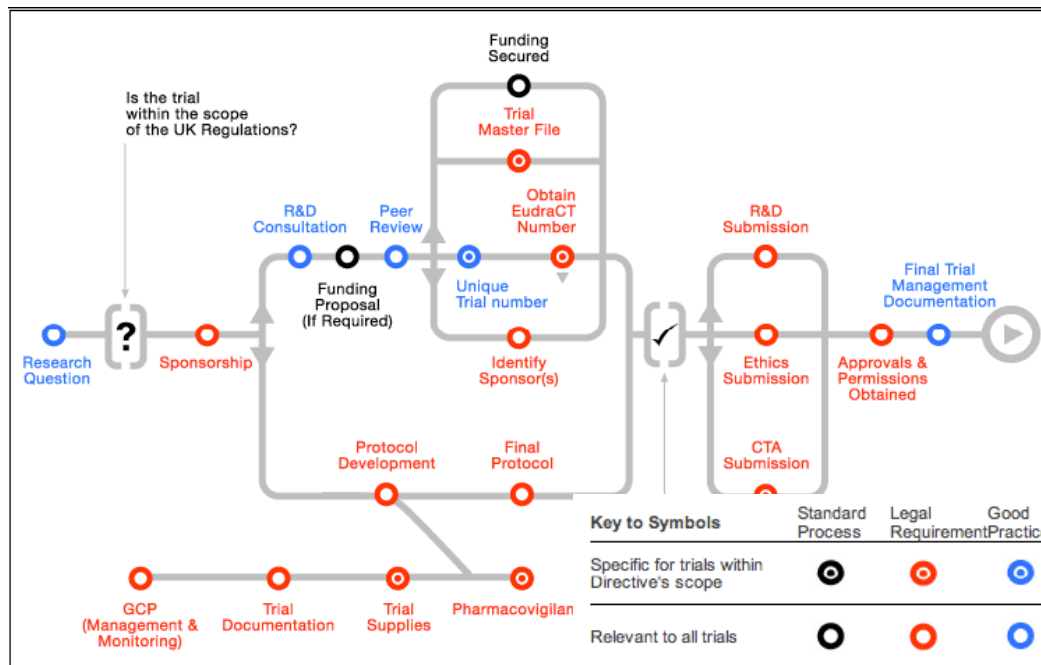 Funding
Secured
Is the trial
within the scope
of the UK Regulations?
Trial
Master File
R&D
Consultation
Peer
Review
Obtain
EudraCT
Number
R&D
Submission
Funding
Proposal
(If Required)
Unique
Trial number
Final Trial
Management
Documentation
?
Research
Question
Sponsorship
Identify
Sponsor(s)
Ethics
Submission
Approvals &
Permissions
Obtained
Protocol
Development
Final
Protocol
CTA
Submission
GCP
(Management &
Monitoring)
Trial
Documentation
Trial
Supplies
Pharmacovigilan
Key to Symbols
Standard
Process
Legal
Requirement
Good
Practic
Specific for trials within
Directive's scope
Relevant to all trials